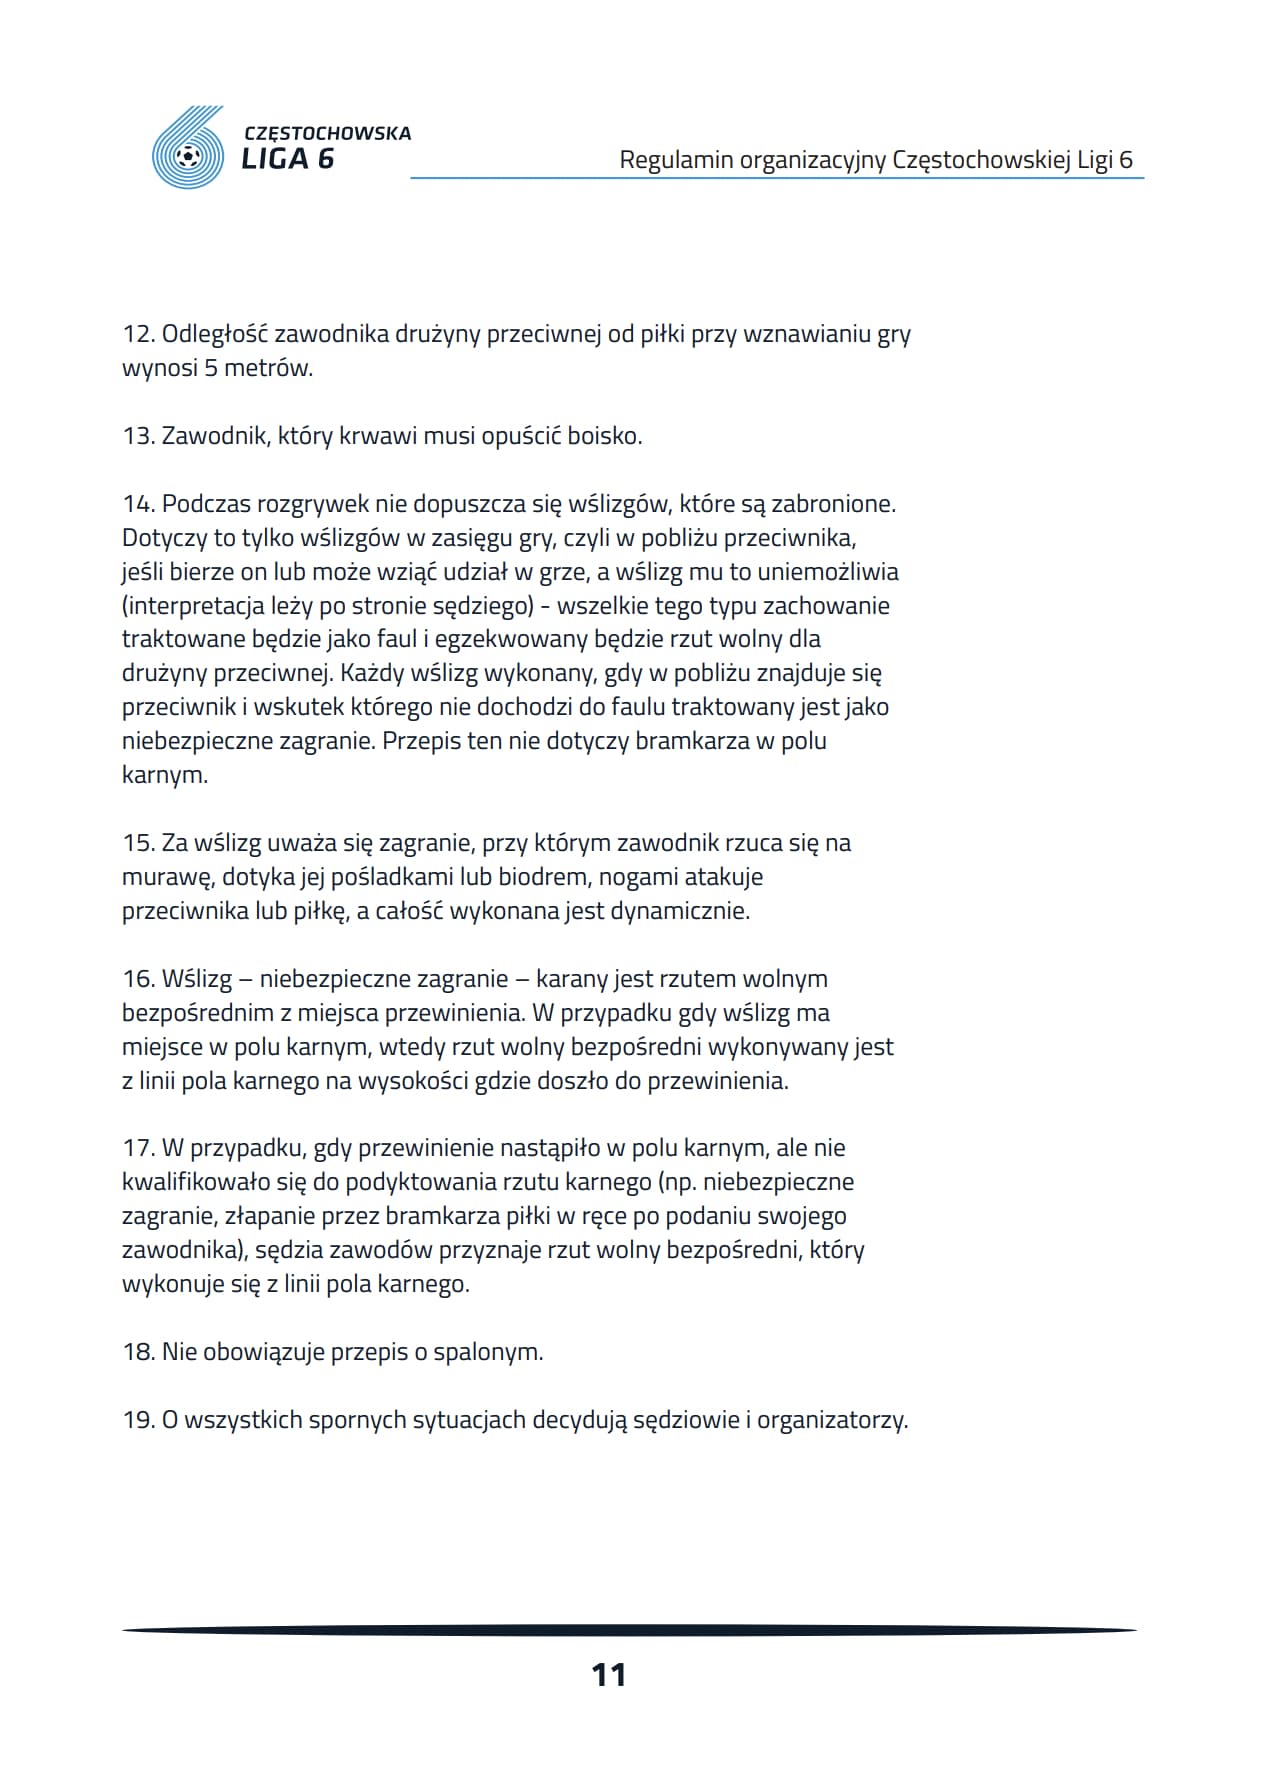 CZĘSTOCHOWSKA
LIGA 6
Regulamin organizacyjny Częstochowskiej Ligi 6
12. Odległość zawodnika drużyny przeciwnej od piłki przy wznawianiu gry
wynosi 5 metrów.
13. Zawodnik, który krwawi musi opuścić boisko.
14. Podczas rozgrywek nie dopuszcza się wślizgów, które są zabronione.
Dotyczy to tylko wślizgów w zasięgu gry, czyli w pobliżu przeciwnika,
jeśli bierze on lub może wziąć udział w grze, a wślizg mu to uniemożliwia
(interpretacja leży po stronie sędziego) - wszelkie tego typu zachowanie
traktowane będzie jako faul i egzekwowany będzie rzut wolny dla
drużyny przeciwnej. Każdy wślizg wykonany, gdy w pobliżu znajduje się
przeciwnik i wskutek którego nie dochodzi do faulu traktowany jest jako
niebezpieczne zagranie. Przepis ten nie dotyczy bramkarza w polu
karnym.
15. Za wślizg uważa się zagranie, przy którym zawodnik rzuca się na
murawę, dotyka jej pośladkami lub biodrem, nogami atakuje
przeciwnika lub piłkę, a całość wykonana jest dynamicznie.
16. Wślizg – niebezpieczne zagranie – karany jest rzutem wolnym
bezpośrednim z miejsca przewinienia. W przypadku gdy wślizg ma
miejsce w polu karnym, wtedy rzut wolny bezpośredni wykonywany jest
z linii pola karnego na wysokości gdzie doszło do przewinienia.
17. W przypadku, gdy przewinienie nastąpiło w polu karnym, ale nie
kwalifikowało się do podyktowania rzutu karnego (np. niebezpieczne
zagranie, złapanie przez bramkarza piłki w ręce po podaniu swojego
zawodnika), sędzia zawodów przyznaje rzut wolny bezpośredni, który
wykonuje się z linii pola karnego.
18. Nie obowiązuje przepis o spalonym.
19. O wszystkich spornych sytuacjach decydują sędziowie i organizatorzy.
11